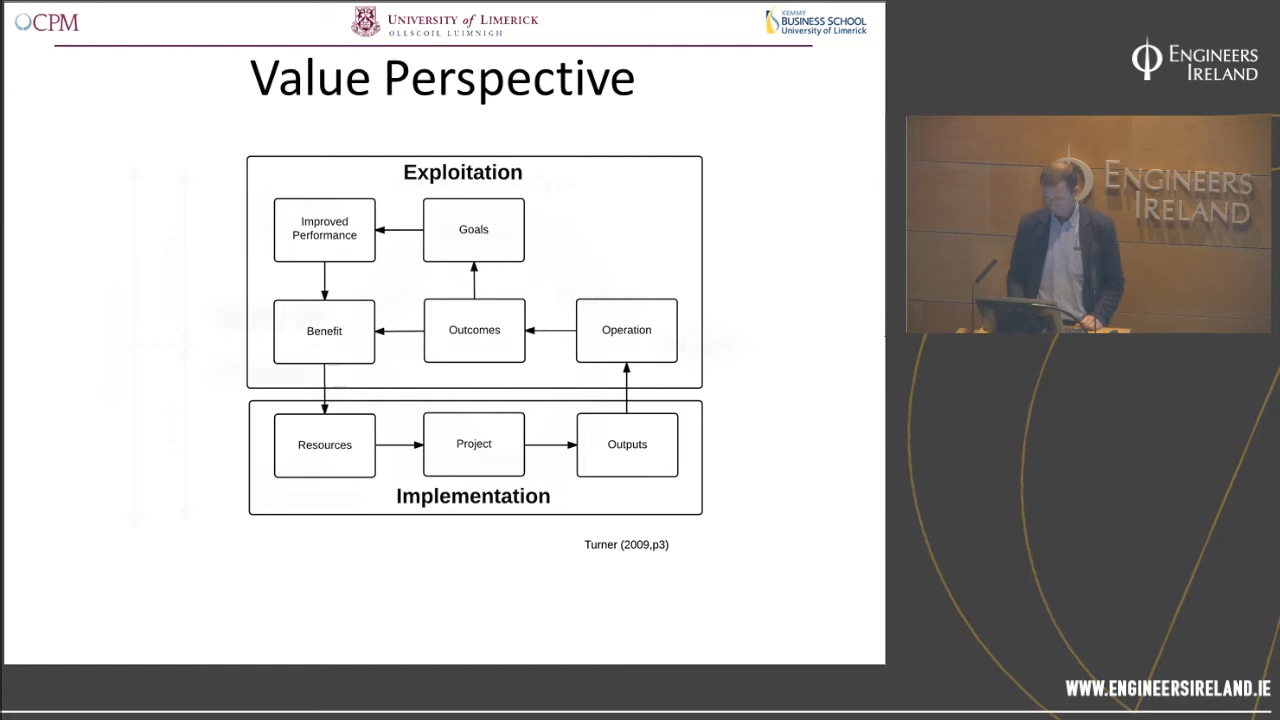 CPM
UNIVERSITY of LIMERICK
OLLSCOIL LUIMNIGH
KEMMY
BUSINESS SCHOOL
University of Limerick
Value Perspective
Exploitation
Improved
Performance
Goals
Benefit
Outcomes
Operation
Resources
Project
Outputs
Implementation
Turner (2009,p3)
ENGINEERS
IRELAND
ENGINEERS
IRELAND
WWW.ENGINEERSIRELAND.IE